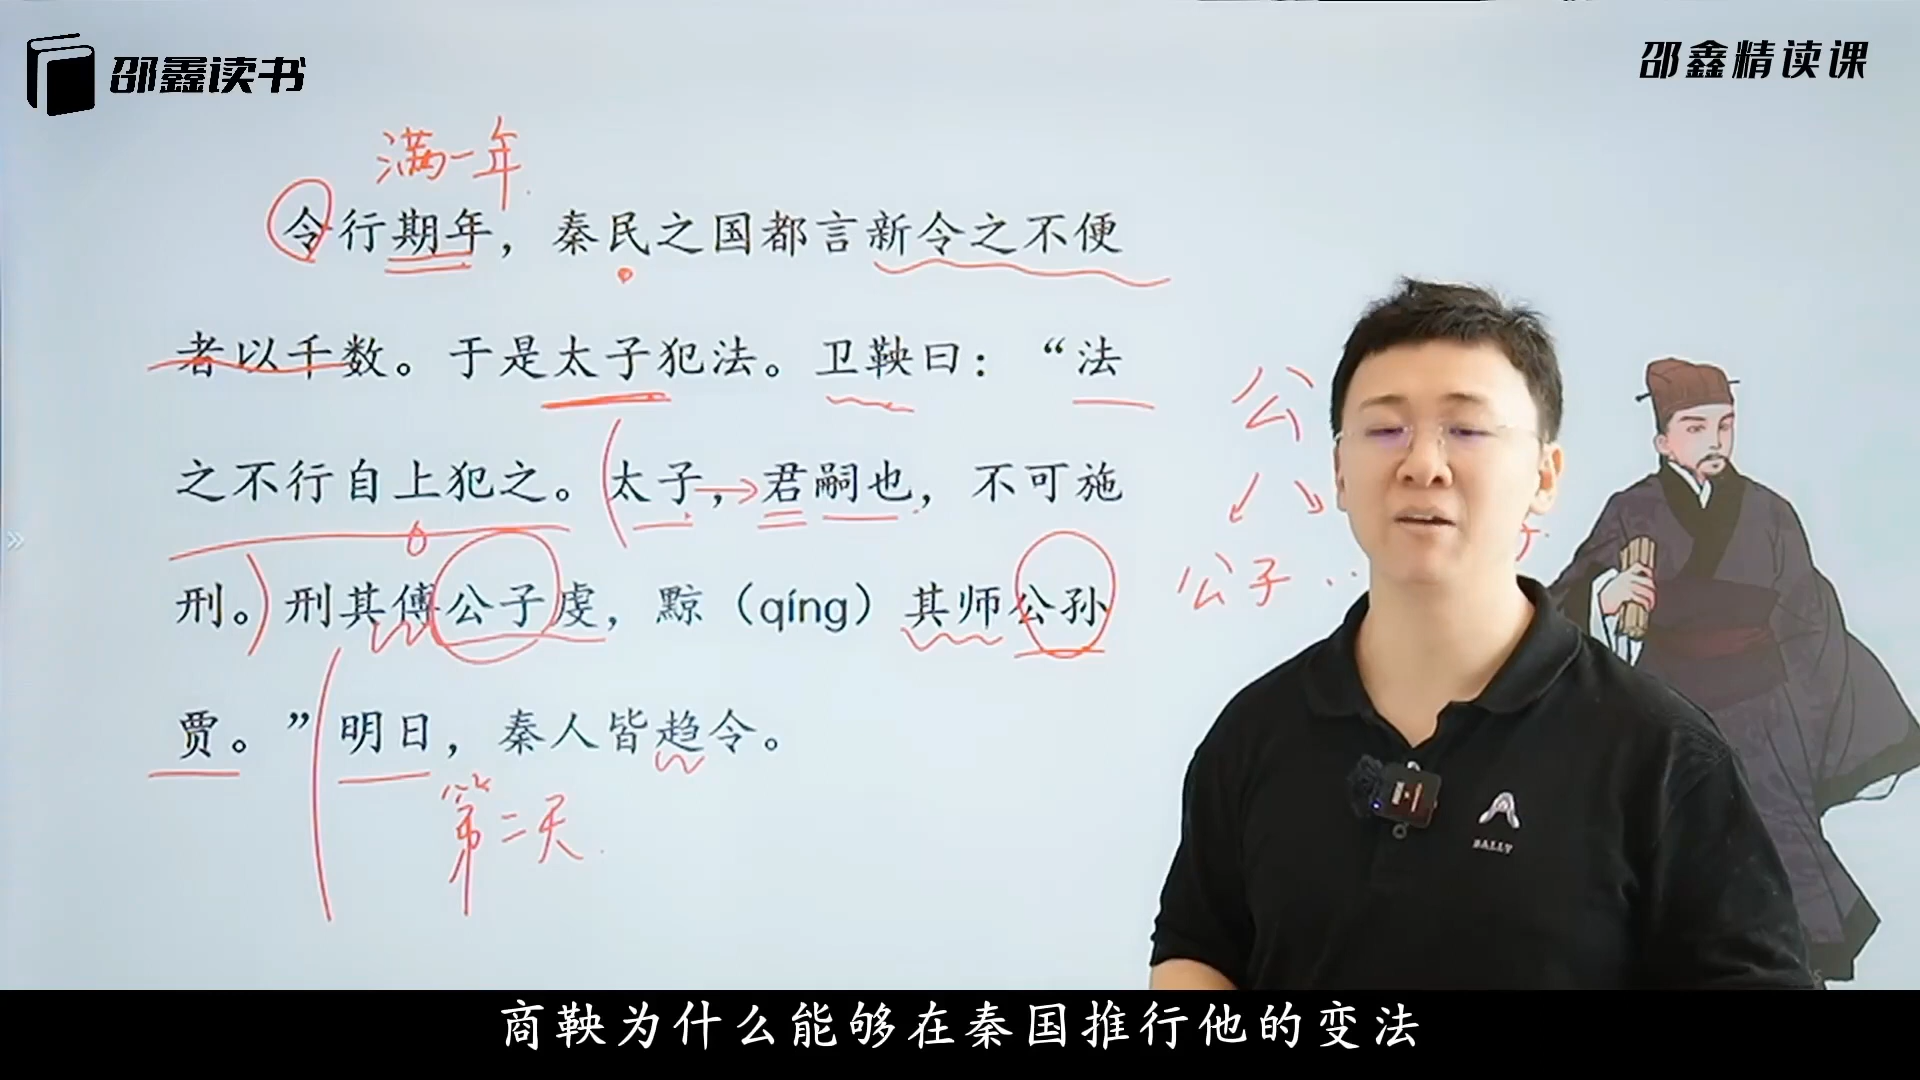 邵鑫读书
邵鑫精读课
满一年
令行期年，秦民之国都言新令之不便
者以千数。于是太子犯法。卫鞅曰：“法
之不行自上犯之。太子，君嗣也，不可施
刑。刑其傅公子虔，黥（qíng）其师公孙
贾。”明日，秦人皆趋令。
第二天
公
公子
BALLY
商鞅为什么能够在秦国推行他的变法